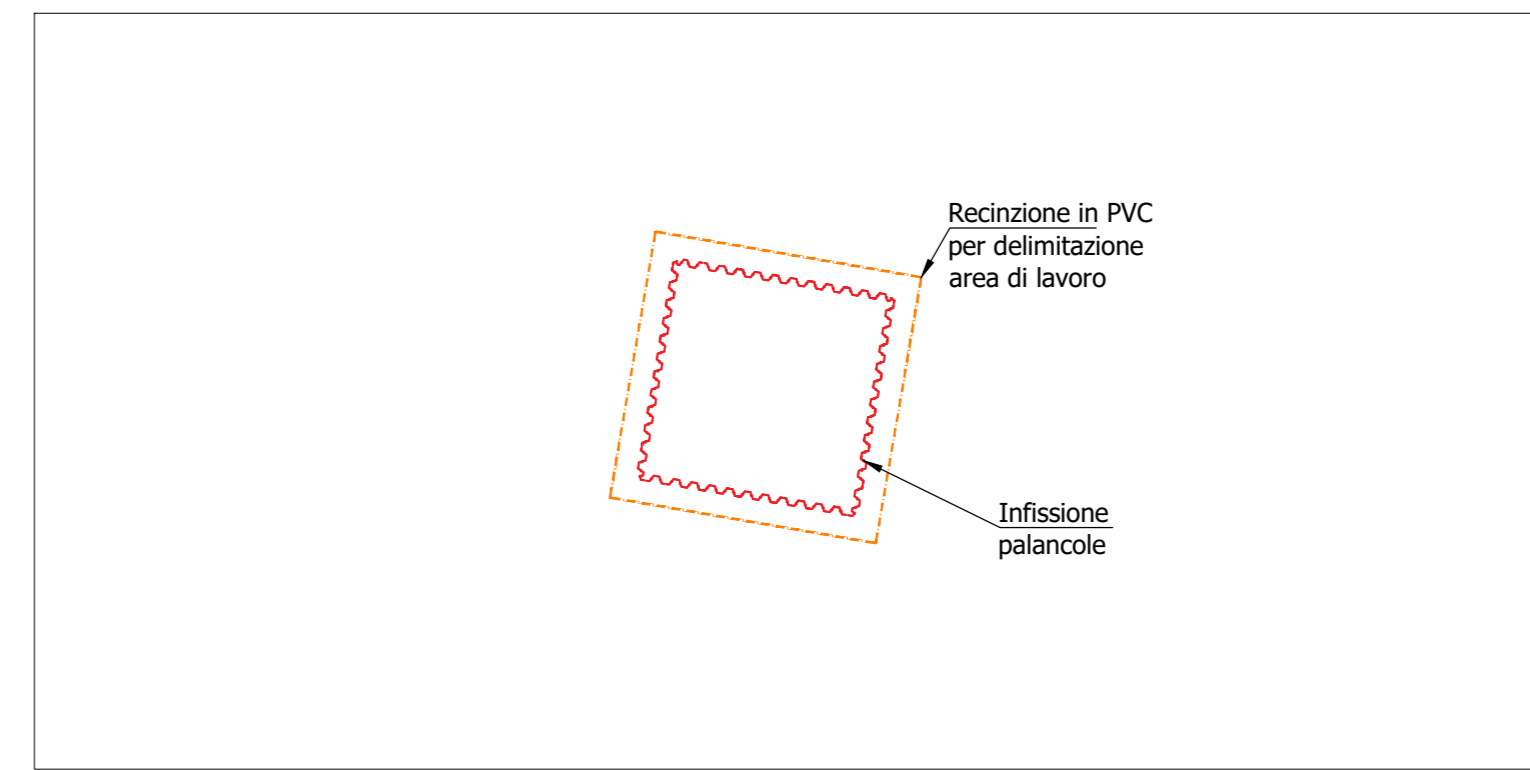 Recinzione in PVC
per delimitazione
area di lavoro
Infissione
palancole